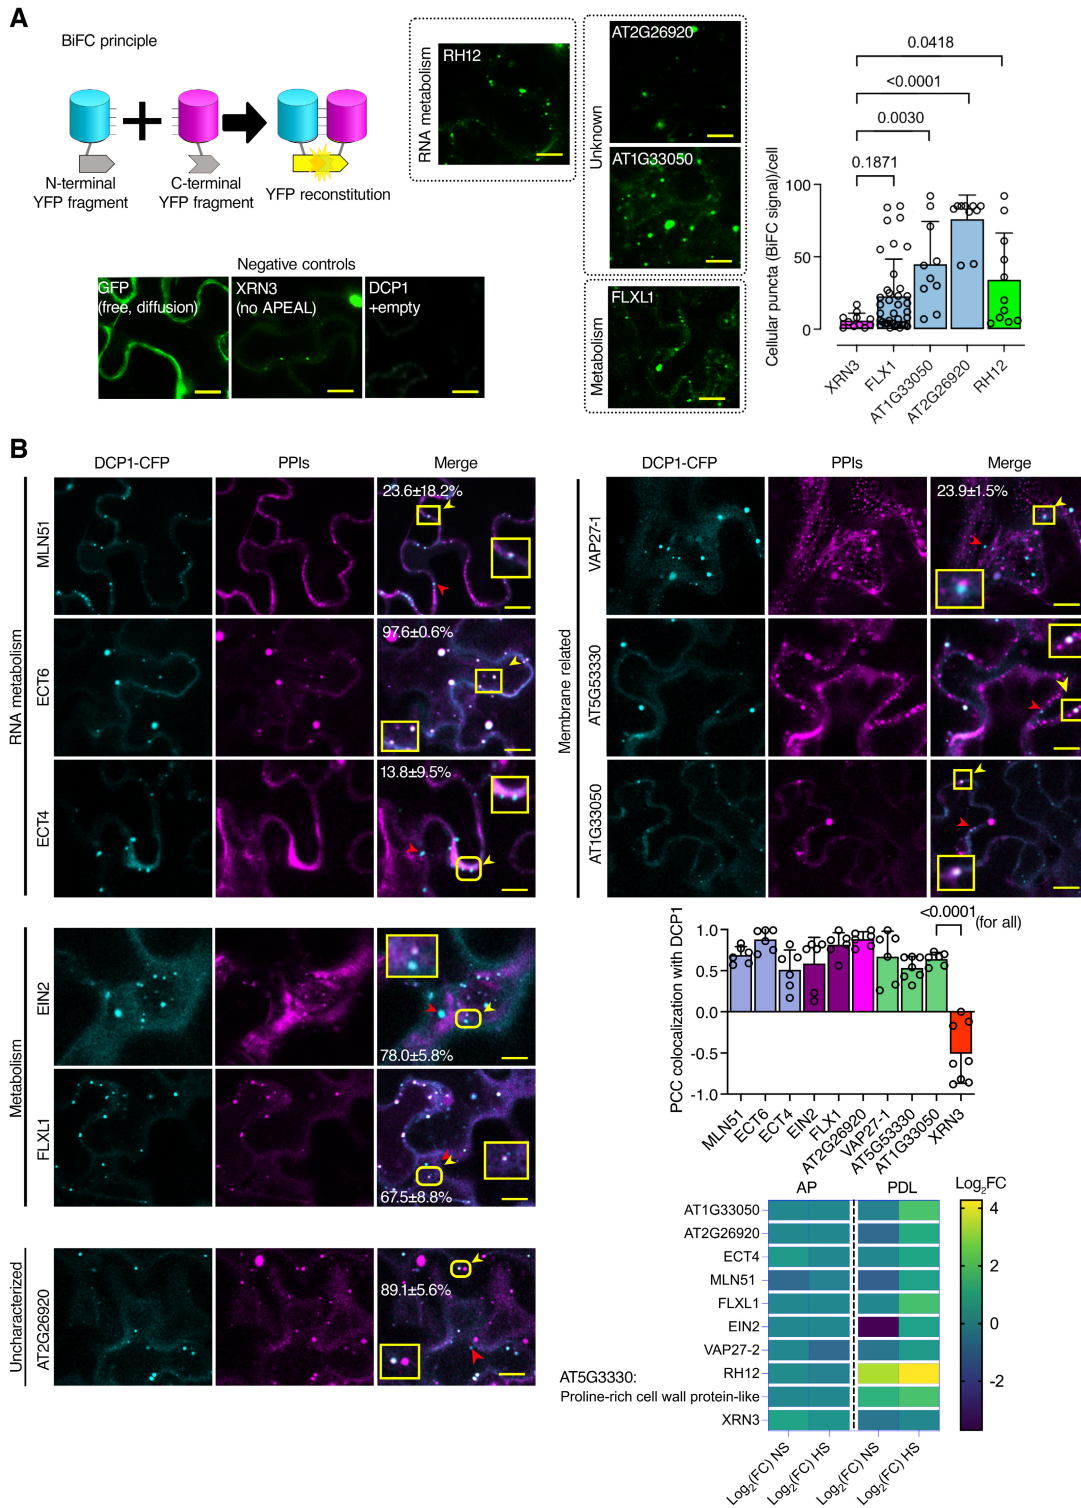 A
BiFC principle
N-terminal
YFP fragment
C-terminal
YFP fragment
YFP reconstitution
Negative controls
GFP
(free, diffusion)
XRN3
(no APEAL)
DCP1
+empty
RNA metabolism
RH12
Unknown
AT2G26920
AT1G33050
Metabolism
FLXL1
0.0418
<0.0001
0.0030
0.1871
Cellular puncta (BiFC signal)/cell
100
50
0
XRN3
FLX1
AT1G33050
AT2G26920
RH12
B
DCP1-CFP
PPIs
Merge
RNA metabolism
MLN51
23.6±18.2%
ECT6
97.6±0.6%
ECT4
13.8±9.5%
Metabolism
EIN2
78.0±5.8%
FLXL1
67.5±8.8%
Uncharacterized
AT2G26920
89.1±5.6%
DCP1-CFP
PPIs
Merge
Membrane related
VAP27-1
23.9±1.5%
AT5G53330
AT1G33050
<0.0001
(for all)
PCC colocalization with DCP1
1.0
0.5
0.0
-0.5
-1.0
MLN51
ECT6
ECT4
EIN2
FLX1
AT2G26920
VAP27-1
AT5G53330
AT1G33050
XRN3
AP
PDL
Log2FC
AT1G33050
AT2G26920
ECT4
MLN51
FLXL1
EIN2
VAP27-2
RH12
AT5G3330:
Proline-rich cell wall protein-like
XRN3
4
2
0
-2
Log2(FC) NS
Log2(FC) HS
Log2(FC) NS
Log2(FC) HS